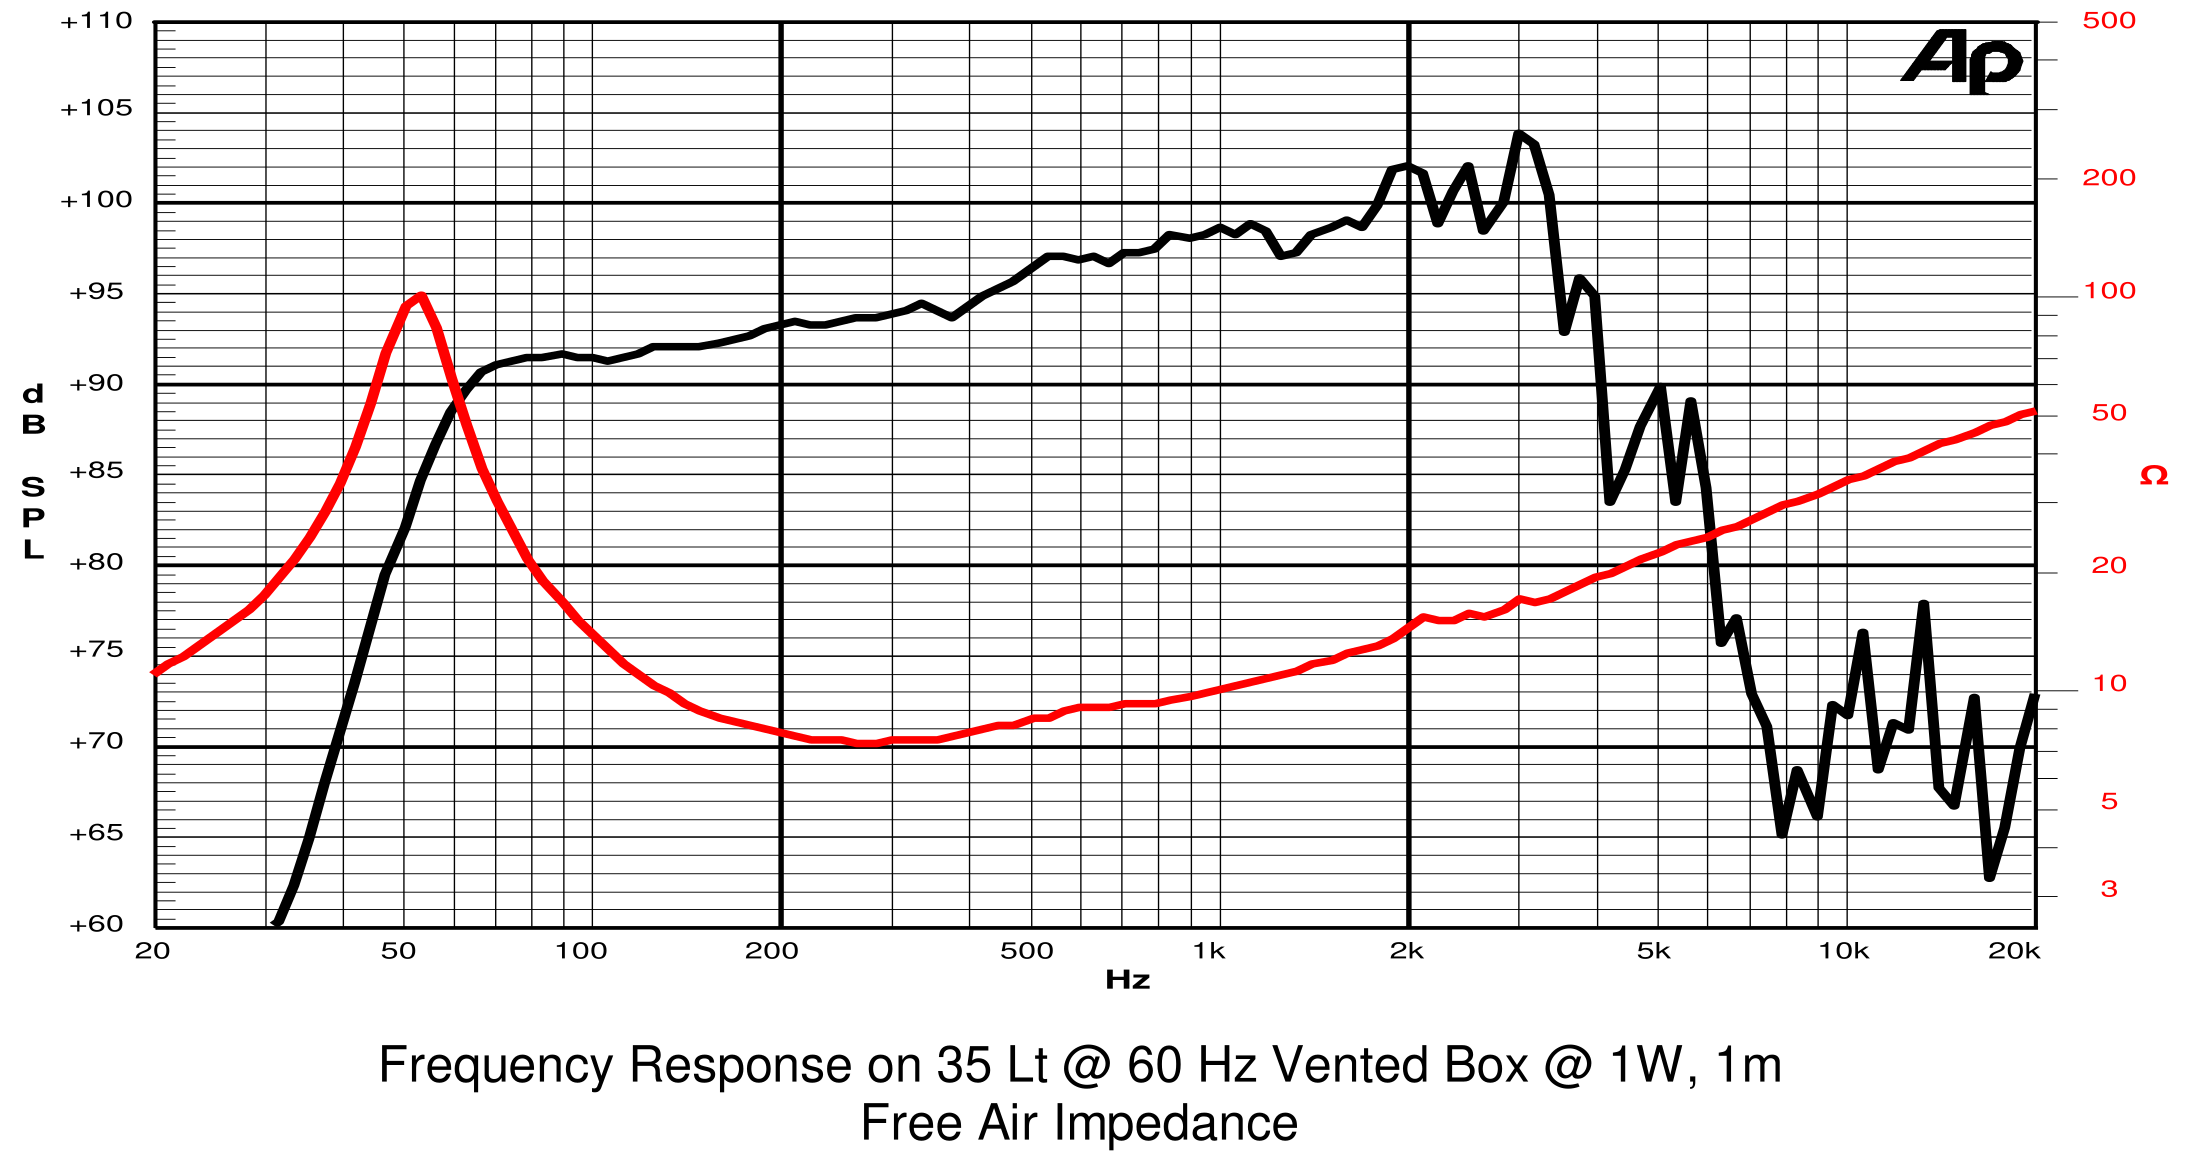 +110
+105
+100
+95
+90
+85
+80
+75
+70
+65
+60
dB SPL
500
200
100
50
20
10
5
3
Ω
Ap
20 50 100 200 500 1k 2k 5k 10k 20k
Hz
Frequency Response on 35 Lt @ 60 Hz Vented Box @ 1W, 1m
Free Air Impedance